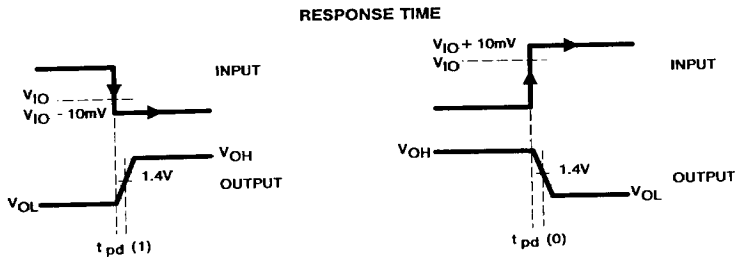 RESPONSE TIME
INPUT
VIO
VIO - 10mV
VOH
1.4V
OUTPUT
VOL
t pd (1)
VIO + 10mV
VIO
INPUT
VOH
1.4V
OUTPUT
VOL
t pd (0)